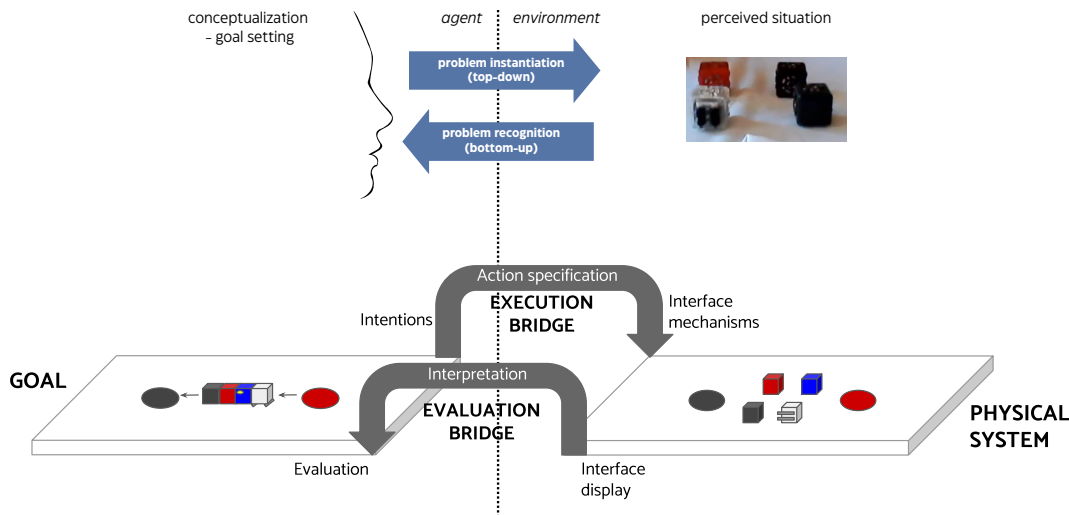 conceptualization
– goal setting
agent
environment
perceived situation
problem instantiation
(top-down)
problem recognition
(bottom-up)
Action specification
EXECUTION
BRIDGE
Intentions
Interface
mechanisms
GOAL
Interpretation
EVALUATION
BRIDGE
PHYSICAL
SYSTEM
Evaluation
Interface
display